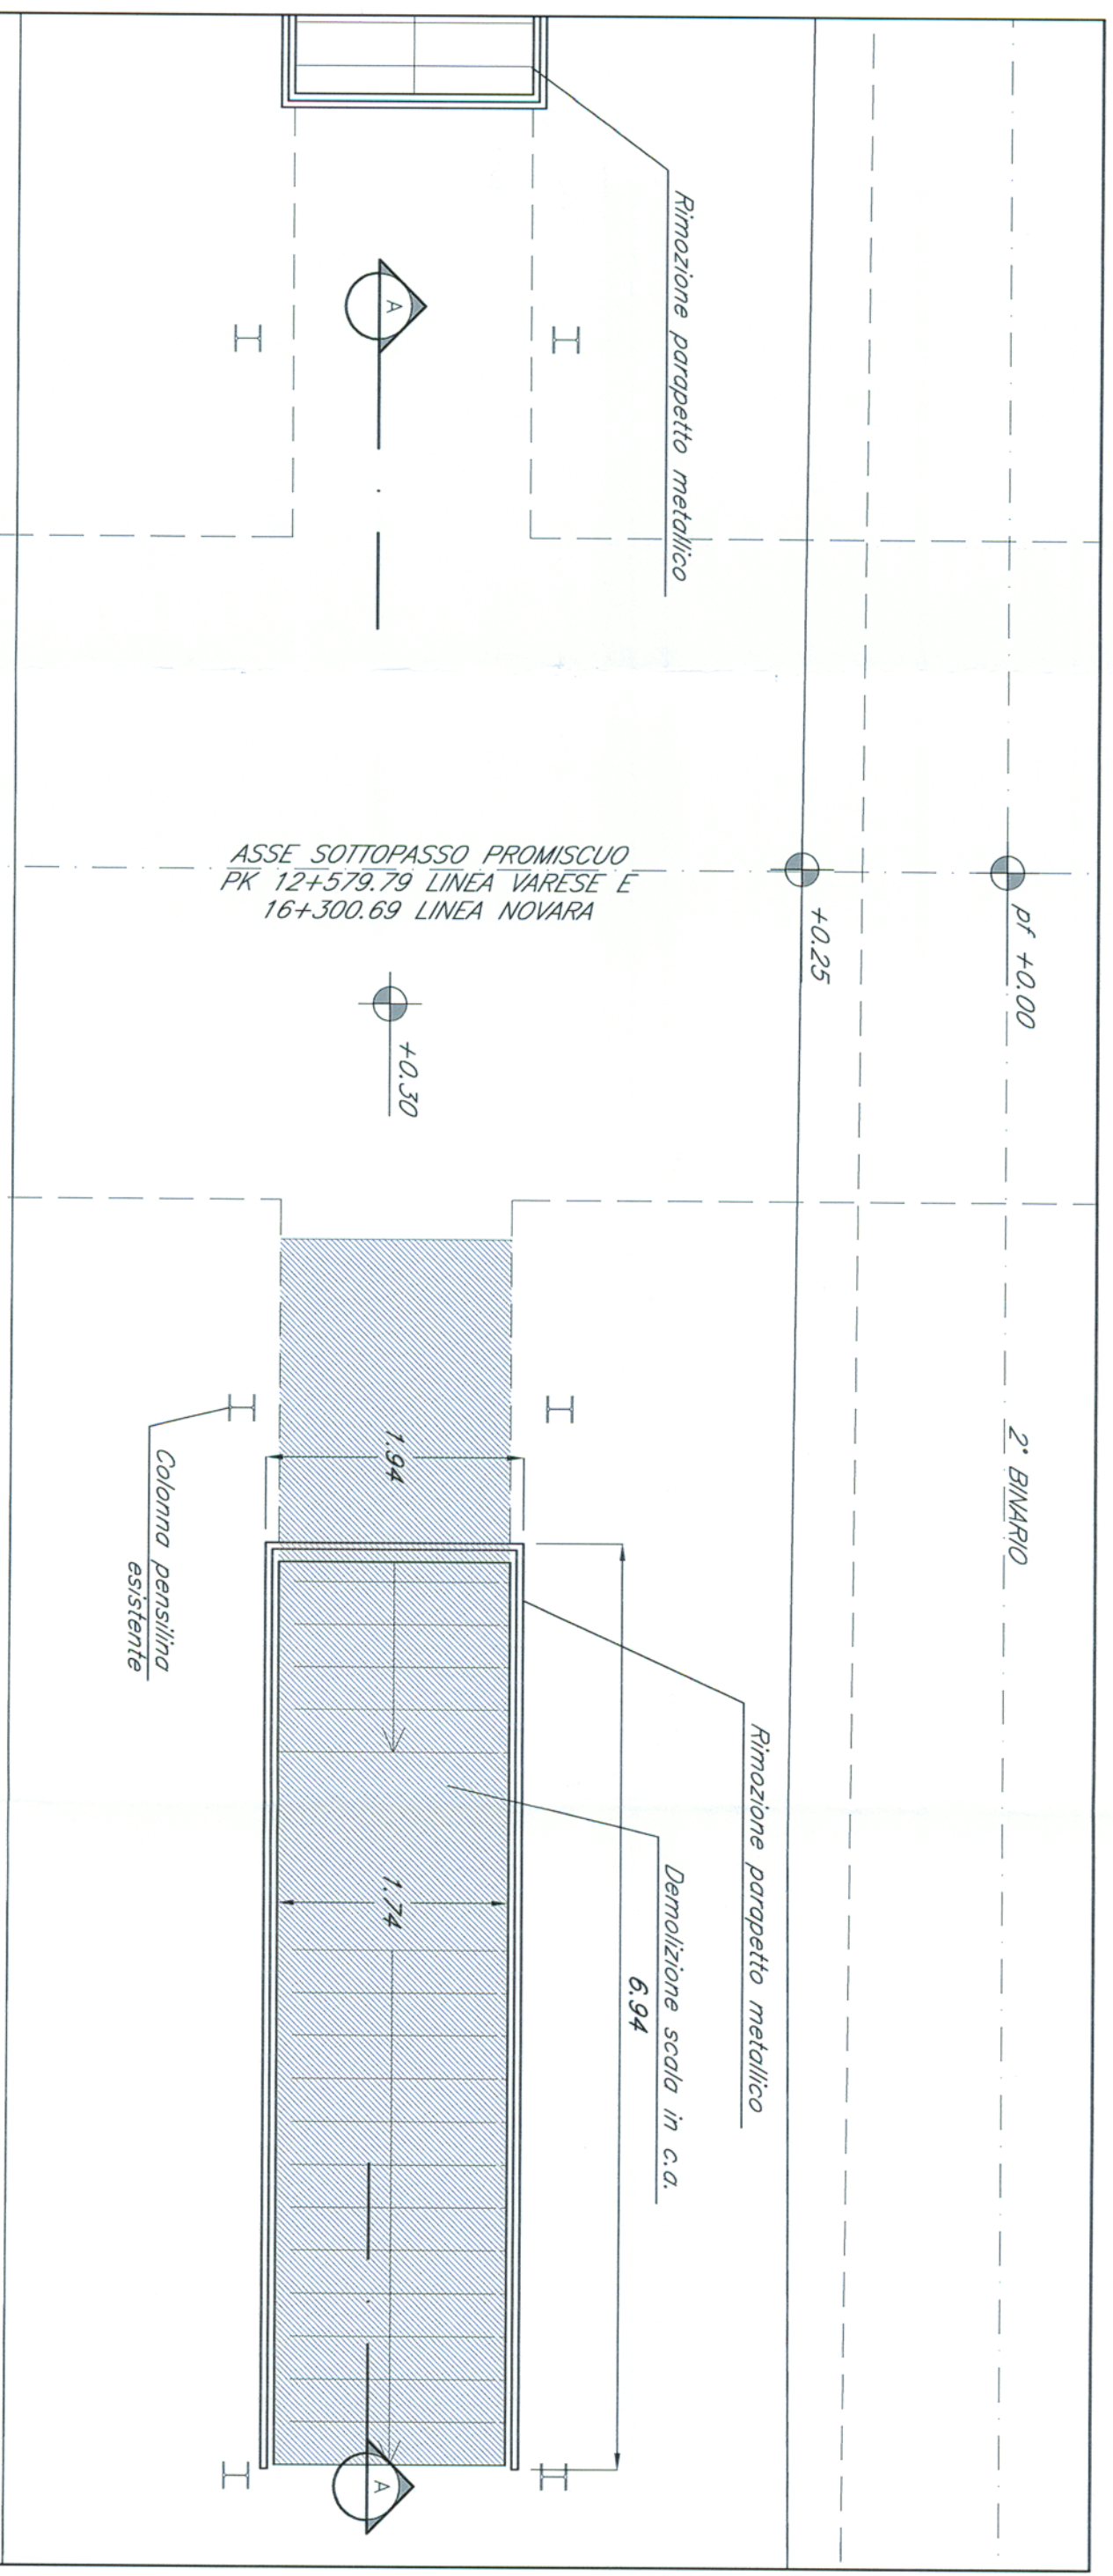 Rimozione parapetto metallico
A
ASSE SOTTOPASSO PROMISCUO
PK 12+579.79 LINEA VARESE E
16+300.69 LINEA NOVARA
pf +0.00
+0.25
+0.30
2° BINARIO
1.94
Colonna pensilina
esistente
Rimozione parapetto metallico
Demolizione scala in c.a.
6.94
1.74
A